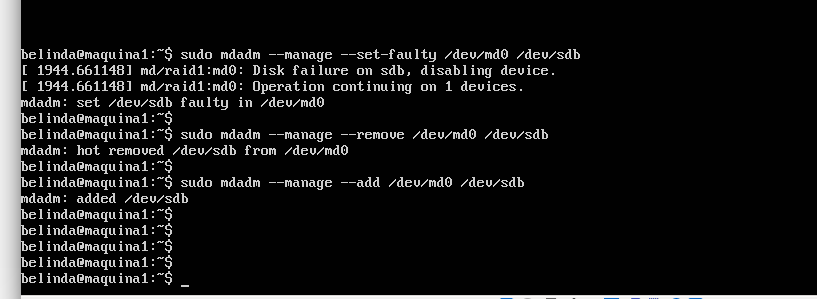 belinda@maquina1:~$ sudo mdadm --manage --set-faulty /dev/md0 /dev/sdb
[ 1944.661148] md/raid1:md0: Disk failure on sdb, disabling device.
[ 1944.661148] md/raid1:md0: Operation continuing on 1 devices.
mdadm: set /dev/sdb faulty in /dev/md0
belinda@maquina1:~$
belinda@maquina1:~$ sudo mdadm --manage --remove /dev/md0 /dev/sdb
mdadm: hot removed /dev/sdb from /dev/md0
belinda@maquina1:~$
belinda@maquina1:~$ sudo mdadm --manage --add /dev/md0 /dev/sdb
mdadm: added /dev/sdb
belinda@maquina1:~$
belinda@maquina1:~$
belinda@maquina1:~$
belinda@maquina1:~$
belinda@maquina1:~$ _